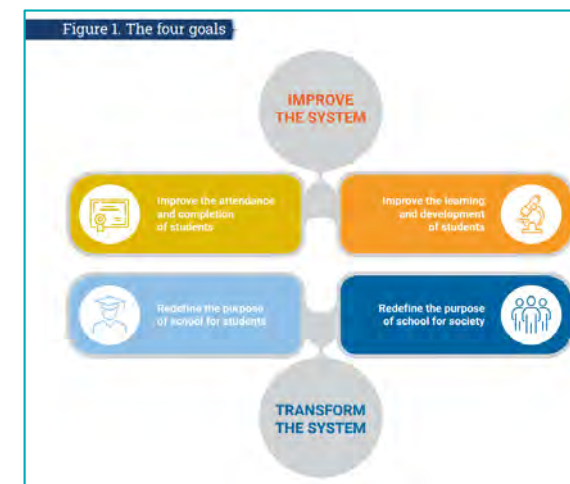 Figure 1. The four goals
IMPROVE
THE SYSTEM
Improve the attendance
and completion
of students
Improve the learning
and development
of students
Redefine the purpose
of school for students
Redefine the purpose
of school for society
TRANSFORM
THE SYSTEM